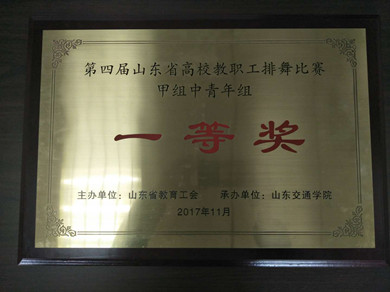 第四届山东省高校教职工排舞比赛
甲组中青年组
一等奖
主办单位：山东省教育工会 承办单位：山东交通学院
2017年11月